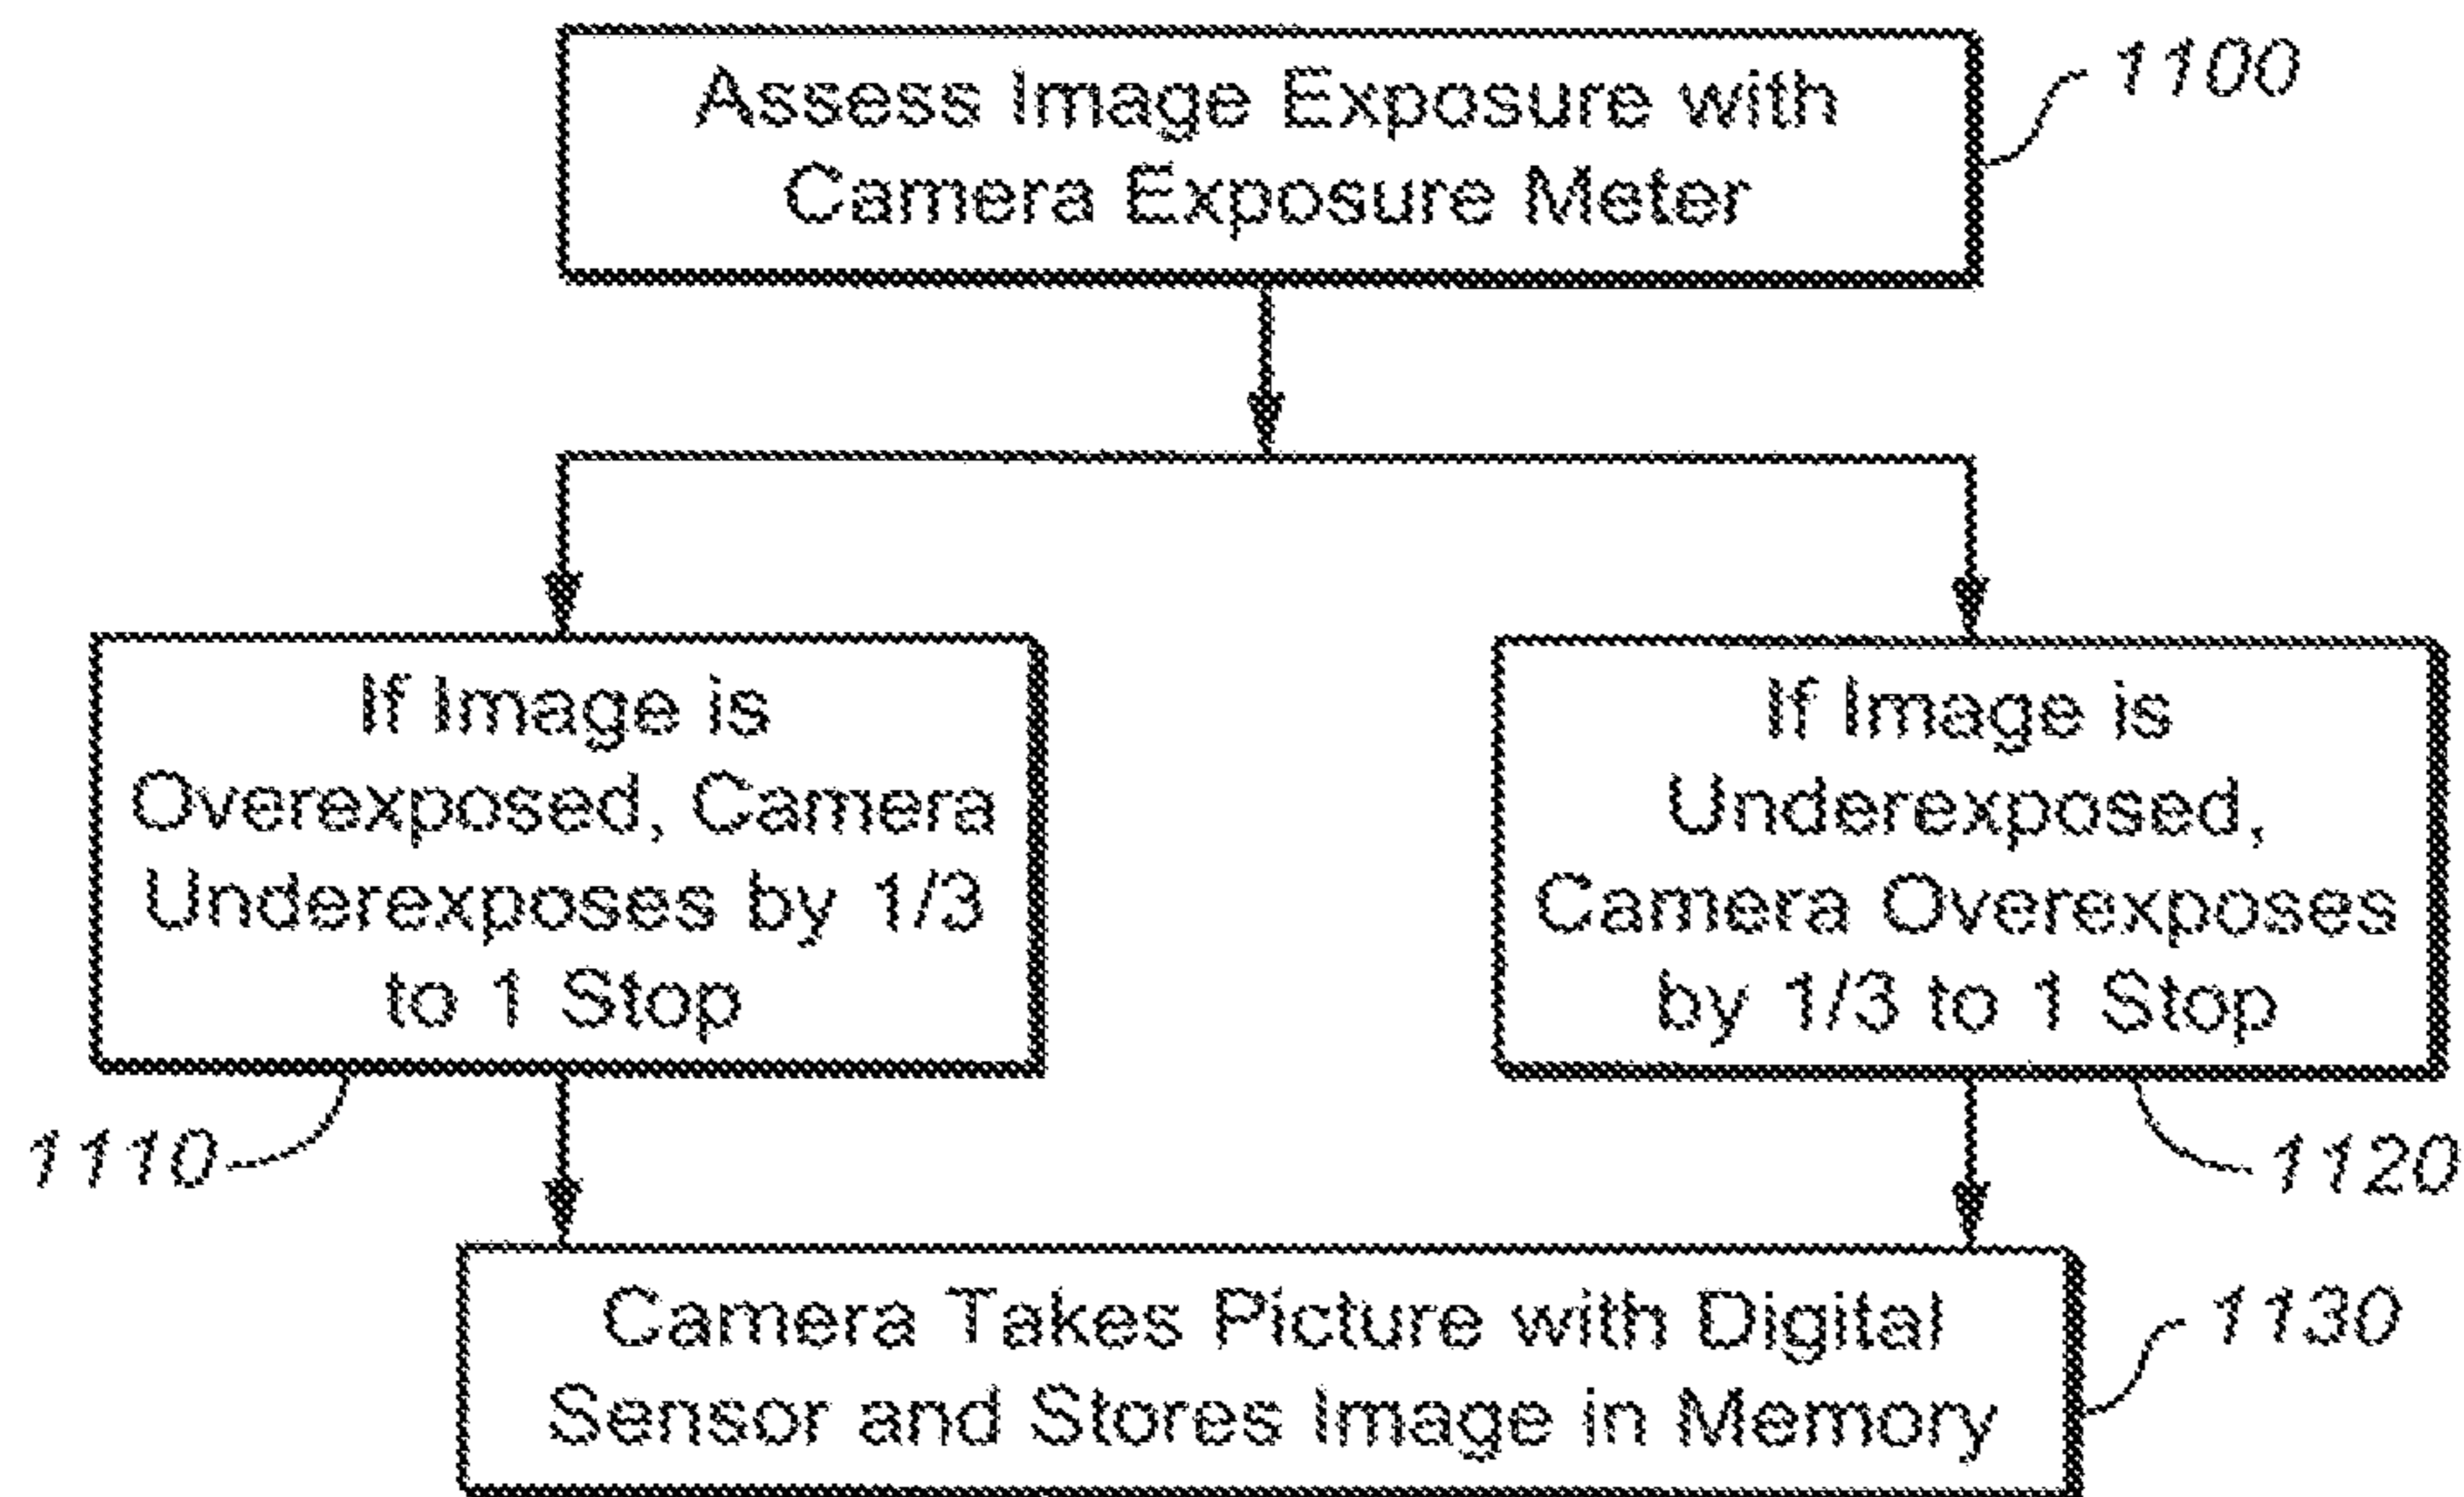 Assess Image Exposure with
Camera Exposure Meter
1100
If Image is
Overexposed, Camera
Underexposes by 1/3
to 1 Stop
1110
If Image is
Underexposed,
Camera Overexposes
by 1/3 to 1 Stop
1120
Camera Takes Picture with Digital
Sensor and Stores Image in Memory
1130